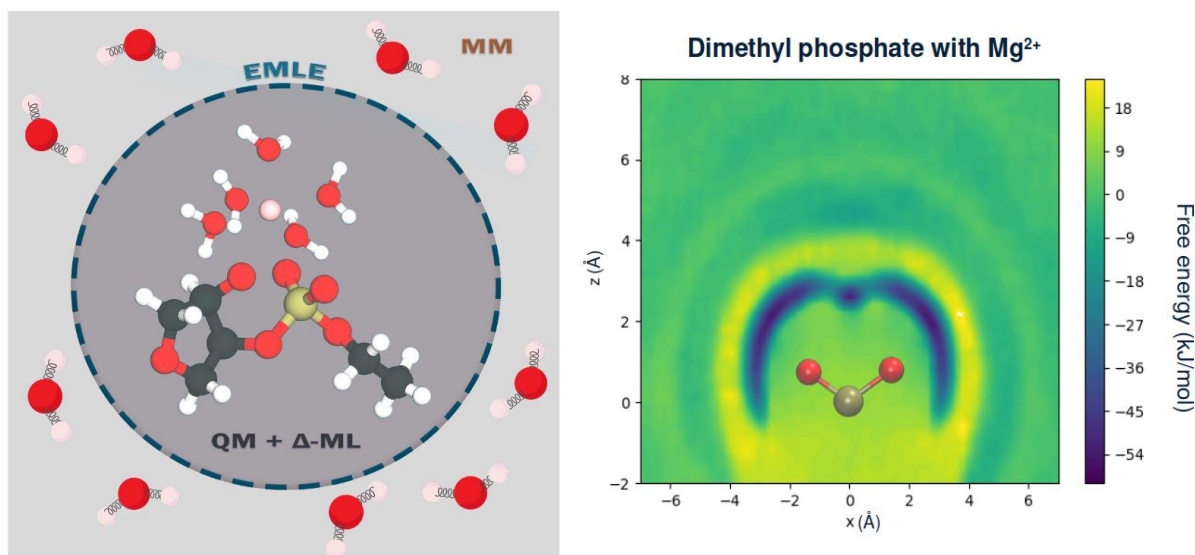 MM
EMLE
QM + Δ-ML
Dimethyl phosphate with Mg²⁺
8
6
4
2
0
−2
z (Å)
−6 −4 −2 0 2 4 6
x (Å)
18
9
0
−9
−18
−27
−36
−45
−54
Free energy (kJ/mol)